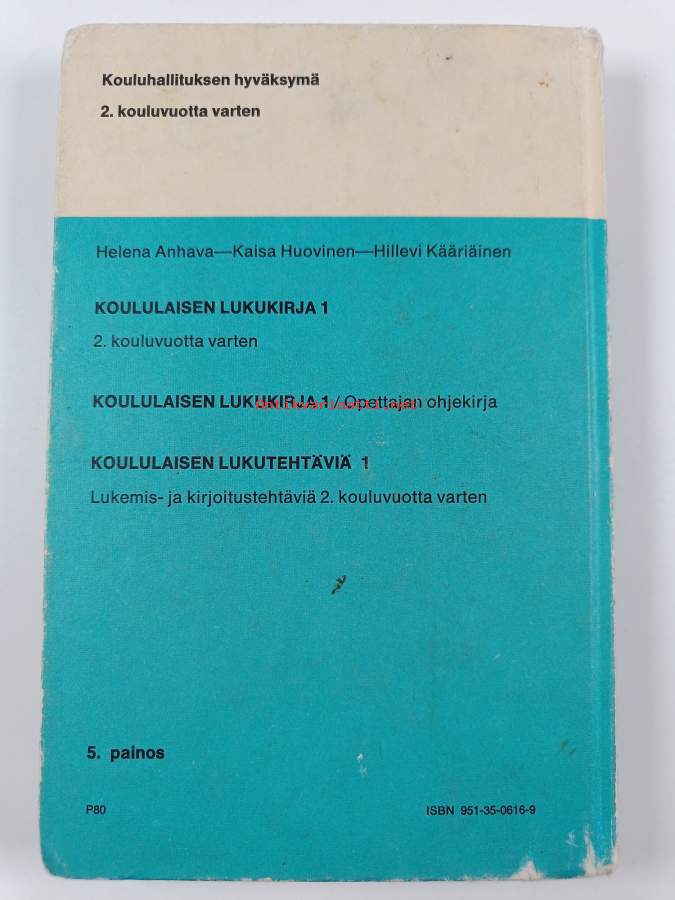 Kouluhallituksen hyväksymä
2. kouluvuotta varten
Helena Anhava—Kaisa Huovinen—Hillevi Kääriäinen
KOULULAISEN LUKUKIRJA 1
2. kouluvuotta varten
KOULULAISEN LUKUKIRJA 1 / Opettajan ohjekirja
Antikvariaatti.net
KOULULAISEN LUKUTEHTÄVIÄ 1
Lukemis- ja kirjoitustehtäviä 2. kouluvuotta varten
5. painos
P80
ISBN 951-35-0616-9